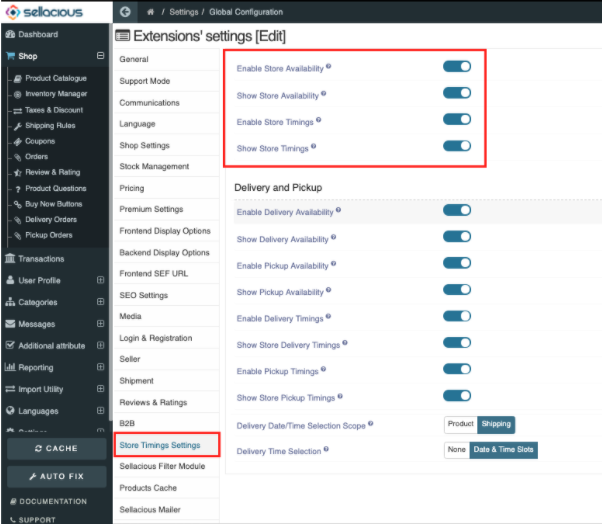 sellacious
/ Settings / Global Configuration
Dashboard
Shop
Product Catalogue
Inventory Manager
Taxes & Discount
Shipping Rules
Coupons
Orders
Review & Rating
Product Questions
Buy Now Buttons
Delivery Orders
Pickup Orders
Transactions
User Profile
Categories
Messages
Additional attribute
Reporting
Import Utility
Languages
CACHE
AUTO FIX
DOCUMENTATION
SUPPORT
Extensions' settings [Edit]
General
Support Mode
Communications
Language
Shop Settings
Stock Management
Pricing
Premium Settings
Frontend Display Options
Backend Display Options
Frontend SEF URL
SEO Settings
Media
Login & Registration
Seller
Shipment
Reviews & Ratings
B2B
Store Timings Settings
Sellacious Filter Module
Products Cache
Sellacious Mailer
Enable Store Availability
Show Store Availability
Enable Store Timings
Show Store Timings
Delivery and Pickup
Enable Delivery Availability
Show Delivery Availability
Enable Pickup Availability
Show Pickup Availability
Enable Delivery Timings
Show Store Delivery Timings
Enable Pickup Timings
Show Store Pickup Timings
Delivery Date/Time Selection Scope
Product Shipping
Delivery Time Selection
None Date & Time Slots